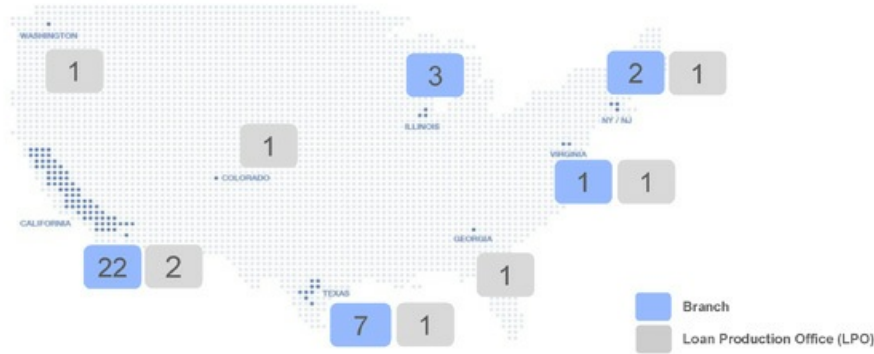 WASHINGTON
1
3
ILLINOIS
2 1
NY / NJ
1
COLORADO
VIRGINIA
1 1
CALIFORNIA
22 2
GEORGIA
1
TEXAS
7 1
Branch
Loan Production Office (LPO)